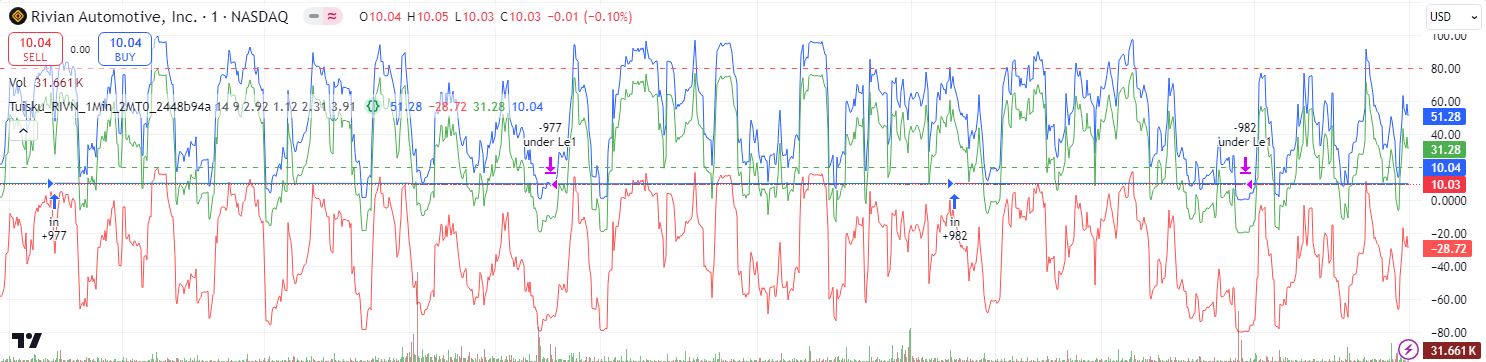 Rivian Automotive, Inc. · 1 · NASDAQ
O10.04 H10.05 L10.03 C10.03 −0.01 (−0.10%)
USD
10.04
SELL
0.00
10.04
BUY
Vol 31.661 K
Tuisku_RIVN_1Min_2MT0_2448b94a 14 9 2.92 1.12 2.31 3.91 {} 51.28 −28.72 31.28 10.04
100.00
80.00
60.00
51.28
40.00
31.28
10.04
10.03
0.0000
−20.00
−28.72
−40.00
−60.00
−80.00
31.661 K
in
+977
-977
under Le1
in
+982
-982
under Le1